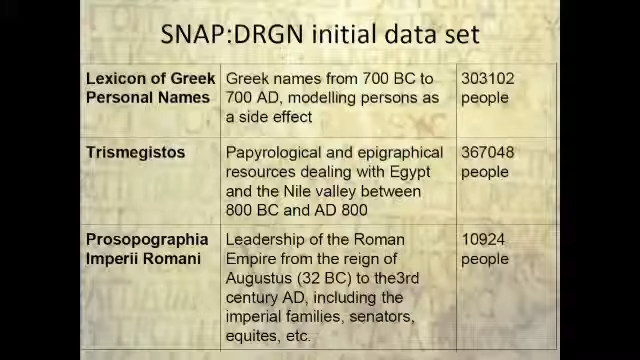 SNAP:DRGN initial data set
Lexicon of Greek
Personal Names
Greek names from 700 BC to
700 AD, modelling persons as
a side effect
303102
people
Trismegistos
Papyrological and epigraphical
resources dealing with Egypt
and the Nile valley between
800 BC and AD 800
367048
people
Prosopographia
Imperii Romani
Leadership of the Roman
Empire from the reign of
Augustus (32 BC) to the3rd
century AD, including the
imperial families, senators,
equites, etc.
10924
people